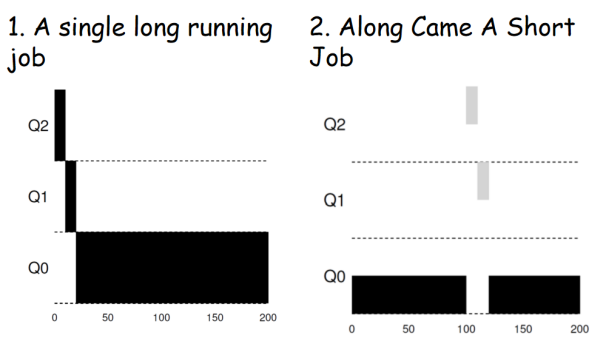 1. A single long running
job
Q2
Q1
Q0
0 50 100 150 200
2. Along Came A Short
Job
Q2
Q1
Q0
0 50 100 150 200